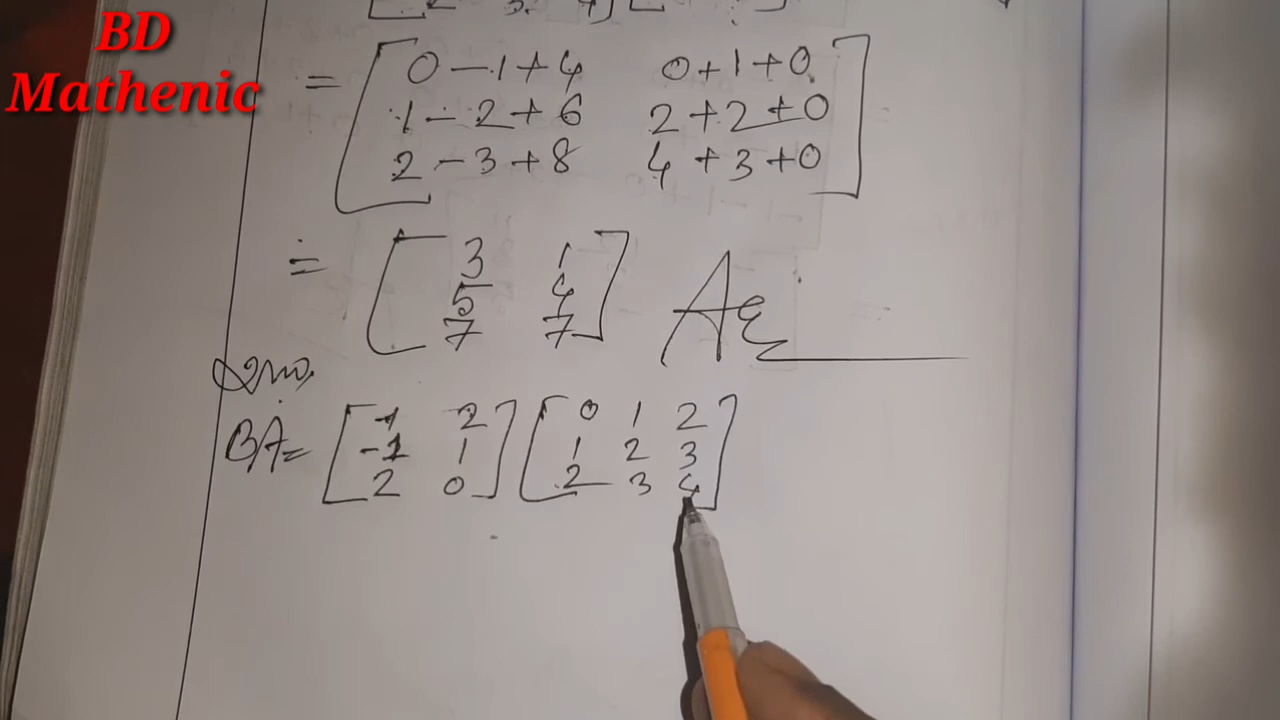 BD
Mathenic
= [ 0 - 1 + 4 0 + 1 + 0
1 - 2 + 6 2 + 2 + 0
2 - 3 + 8 4 + 3 + 0 ]
= [ 3 1
5 4
7 7 ]
BA = [ -1 2 ] [ 0 1 2 ]
-1 1 1 2 3
2 0 2 3 4